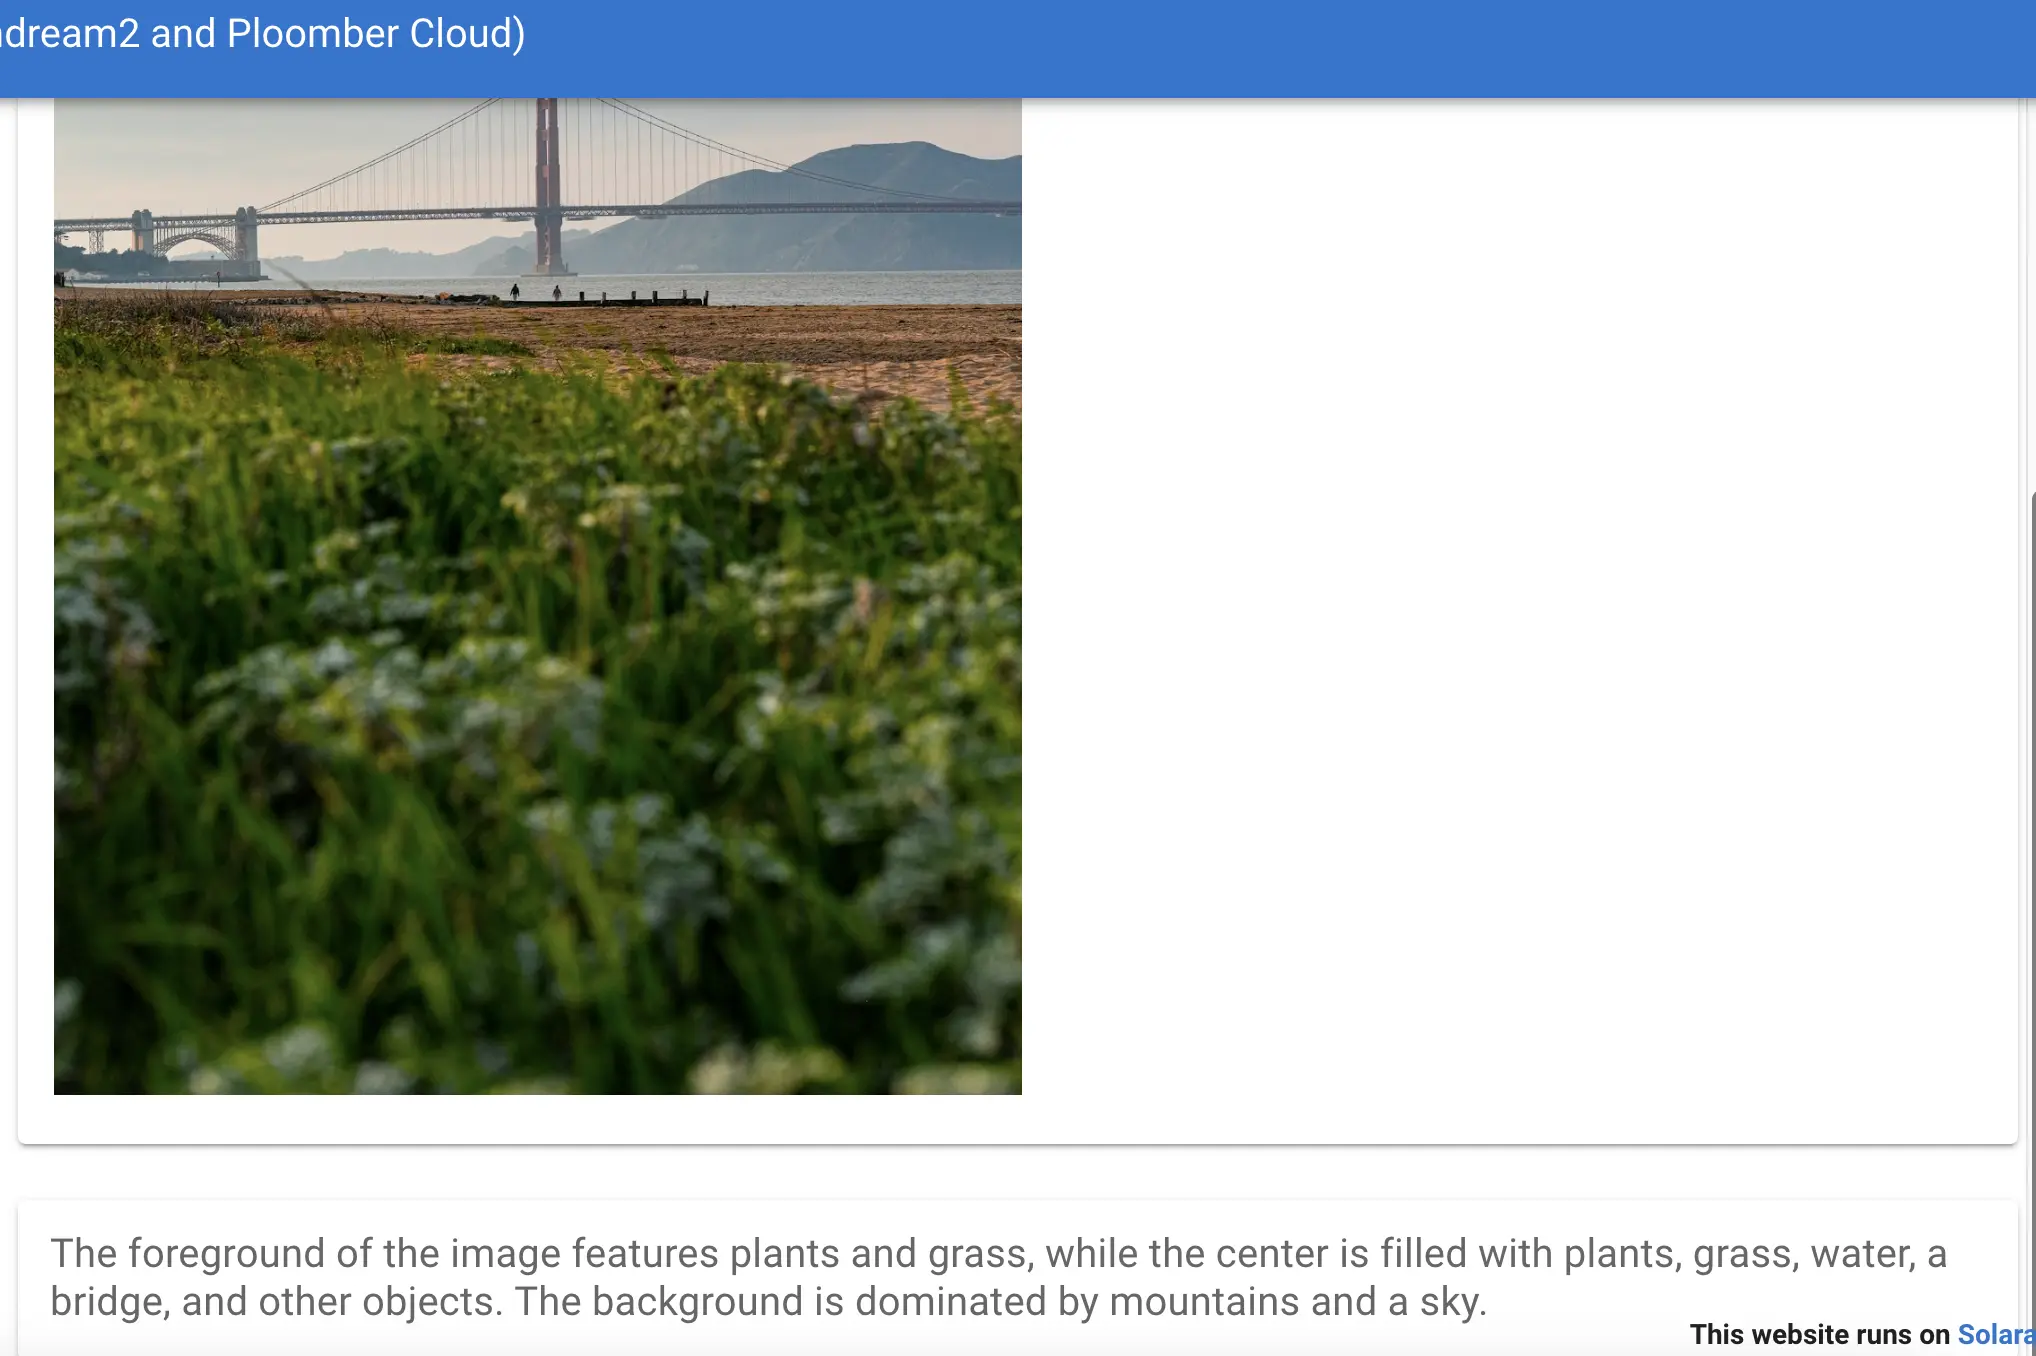 dream2 and Ploomber Cloud)
The foreground of the image features plants and grass, while the center is filled with plants, grass, water, a
bridge, and other objects. The background is dominated by mountains and a sky.
This website runs on Solara